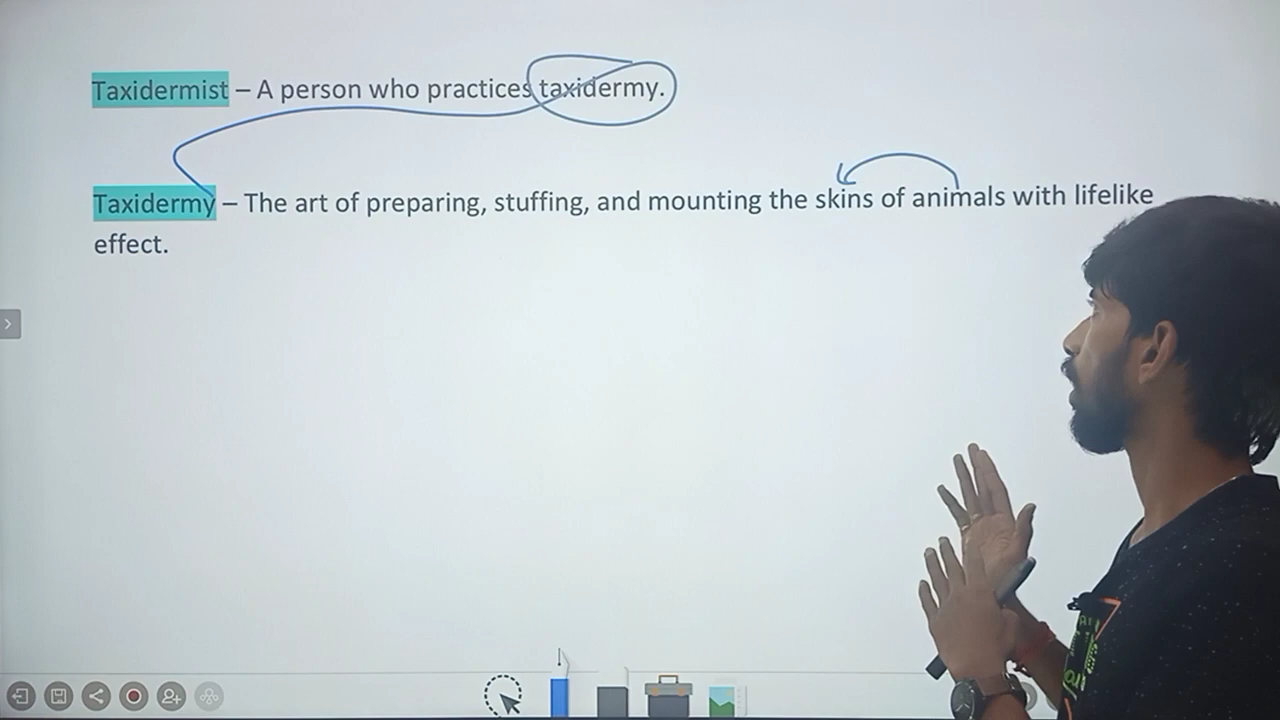 Taxidermist – A person who practices taxidermy.
Taxidermy – The art of preparing, stuffing, and mounting the skins of animals with lifelike
effect.